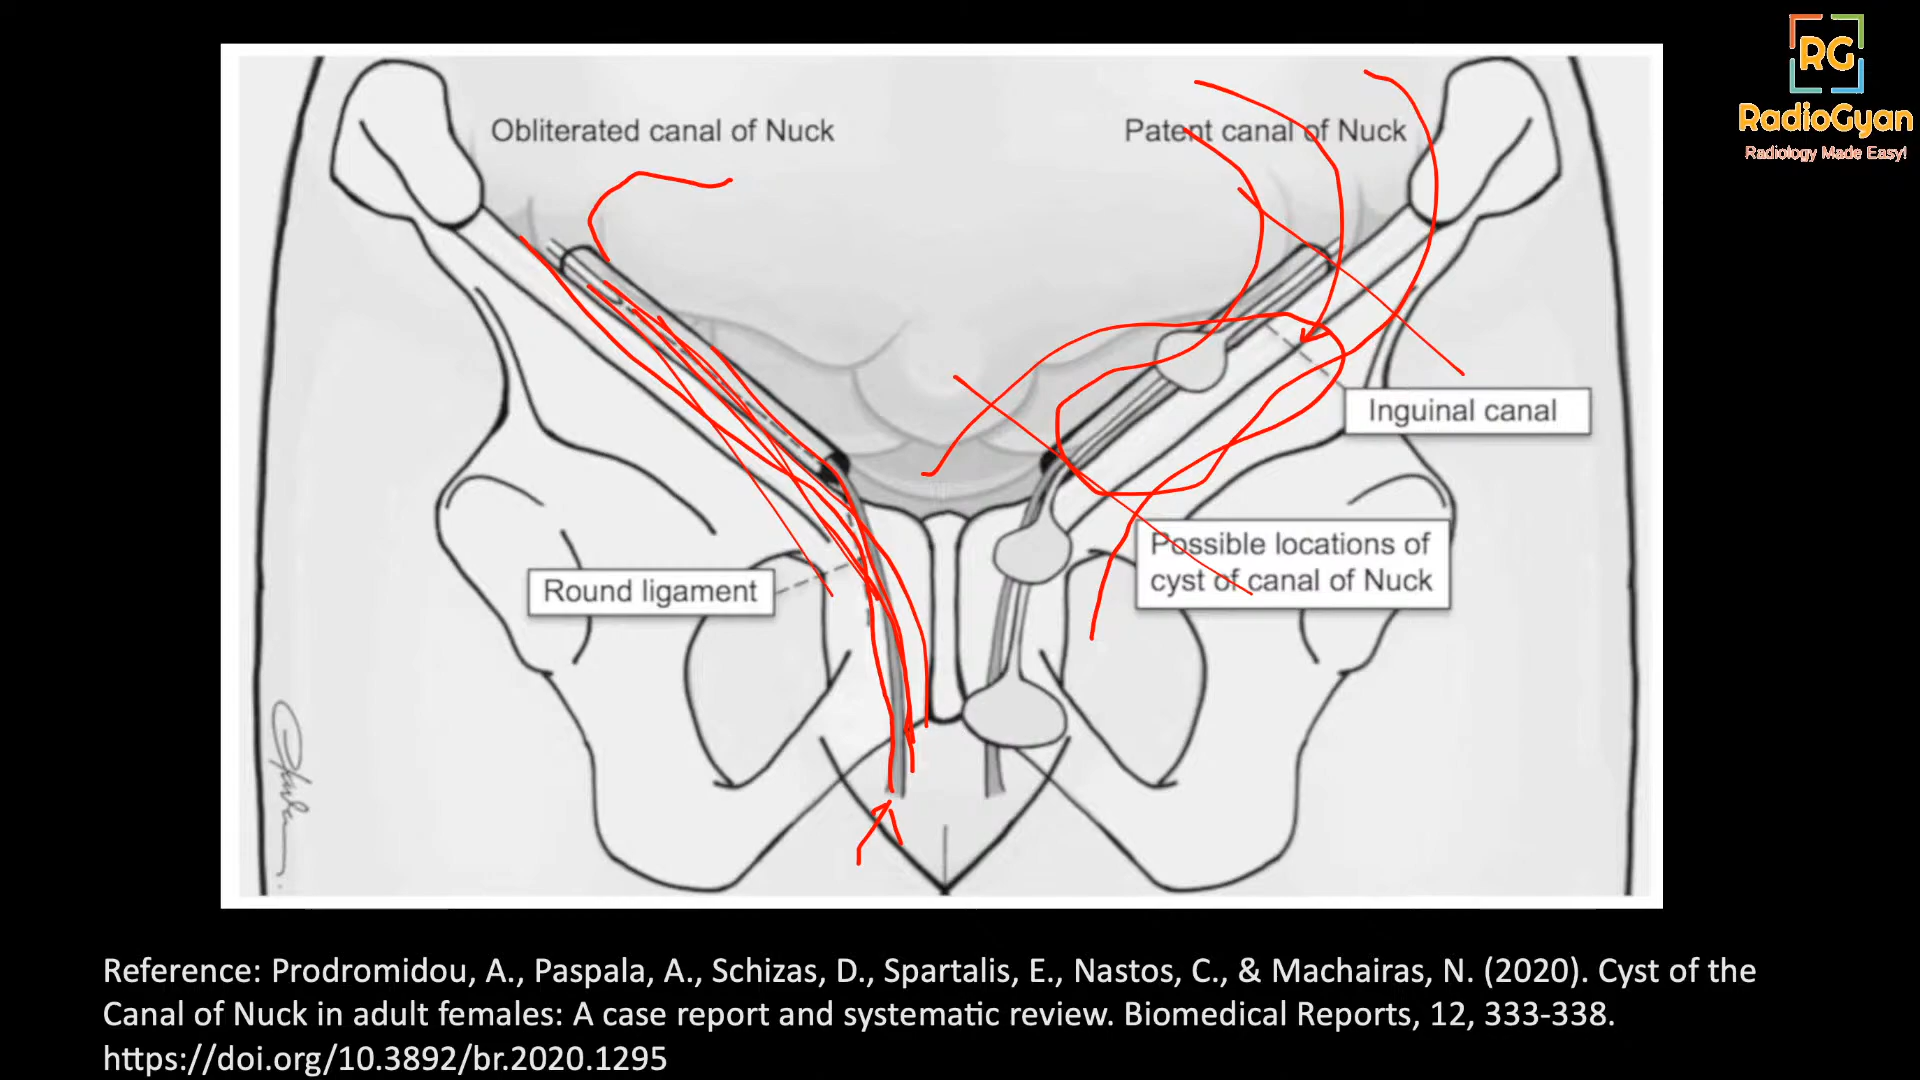 RG
RadioGyan
Radiology Made Easy!
Obliterated canal of Nuck
Patent canal of Nuck
Inguinal canal
Possible locations of
cyst of canal of Nuck
Round ligament
Reference: Prodromidou, A., Paspala, A., Schizas, D., Spartalis, E., Nastos, C., & Machairas, N. (2020). Cyst of the
Canal of Nuck in adult females: A case report and systematic review. Biomedical Reports, 12, 333-338.
https://doi.org/10.3892/br.2020.1295